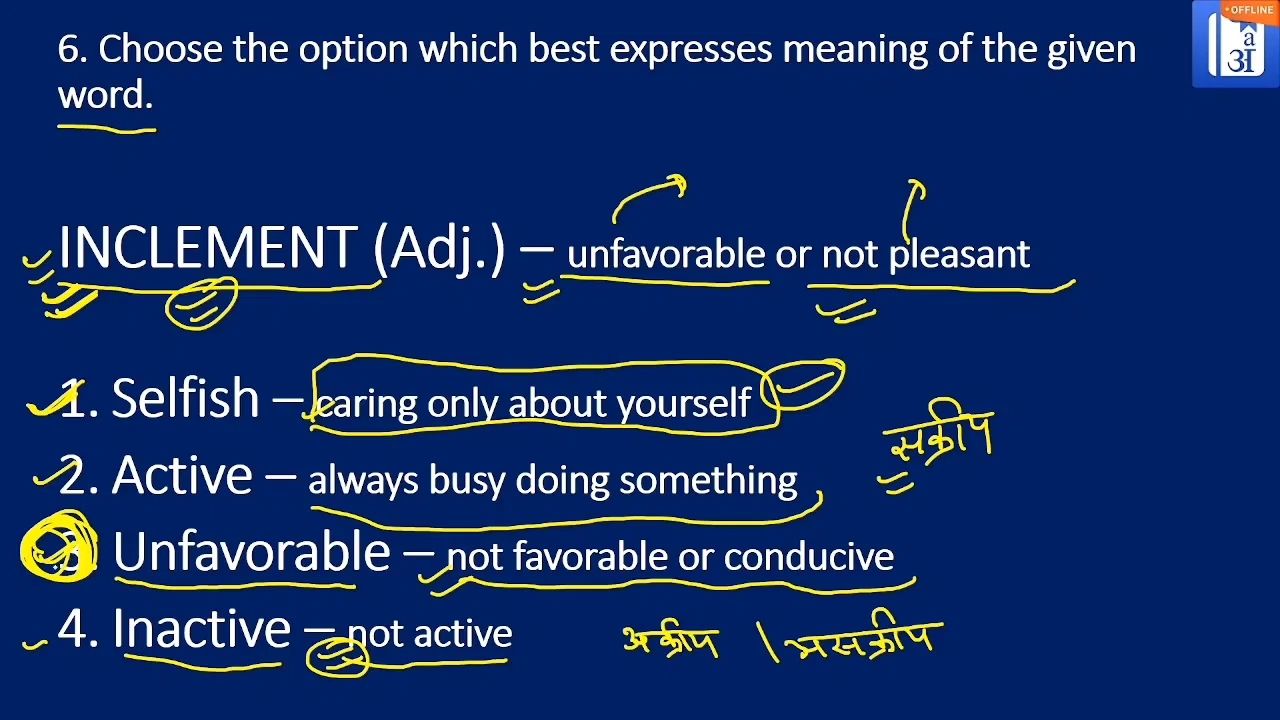 • OFFLINE
a
अ
6. Choose the option which best expresses meaning of the given
word.
INCLEMENT (Adj.) – unfavorable or not pleasant
1. Selfish – caring only about yourself
सक्रीय
2. Active – always busy doing something
3. Unfavorable – not favorable or conducive
4. Inactive – not active अक्रीय